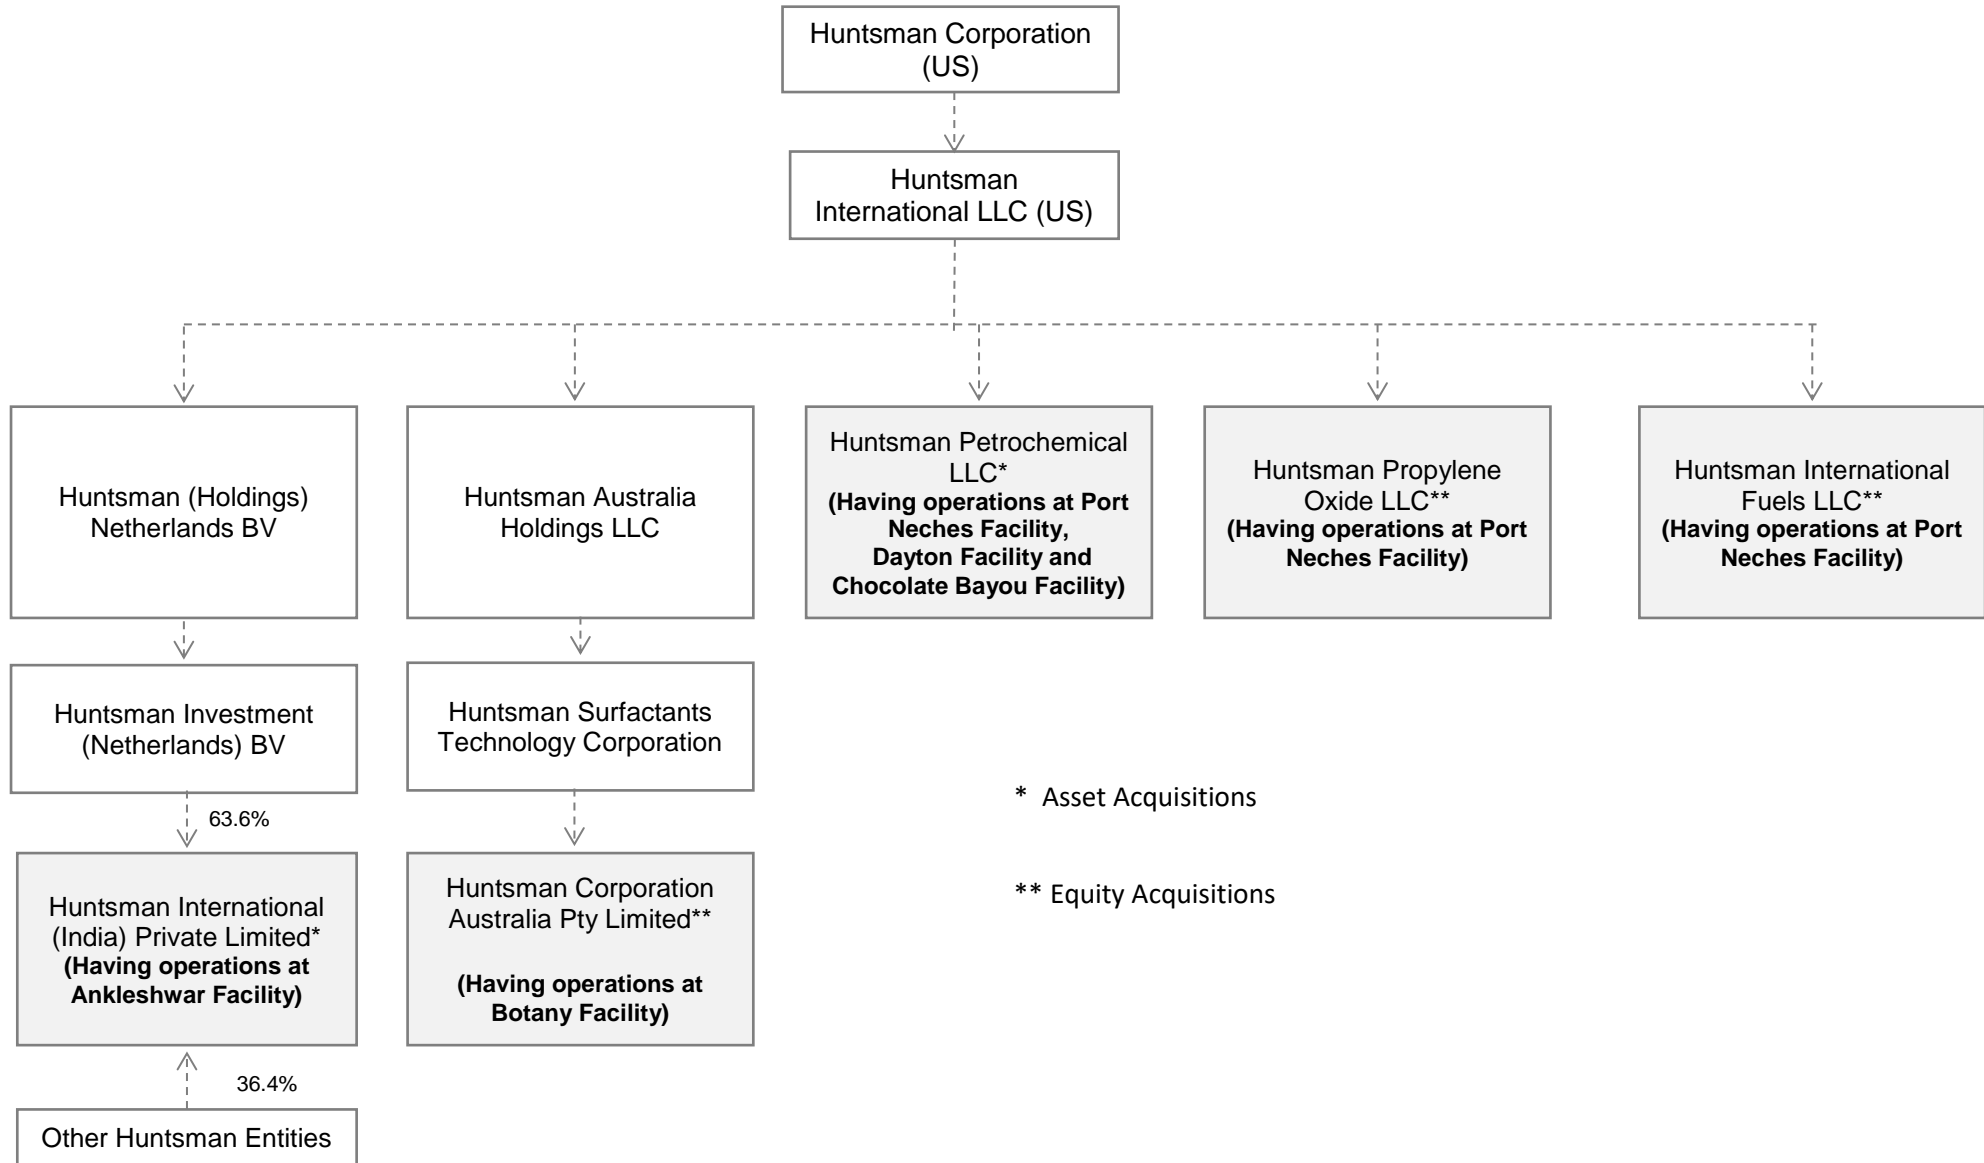 Huntsman Corporation
(US)
Huntsman
International LLC (US)
Huntsman (Holdings)
Netherlands BV
Huntsman Australia
Holdings LLC
Huntsman Petrochemical
LLC*
(Having operations at Port
Neches Facility,
Dayton Facility and
Chocolate Bayou Facility)
Huntsman Propylene
Oxide LLC**
(Having operations at Port
Neches Facility)
Huntsman International
Fuels LLC**
(Having operations at Port
Neches Facility)
Huntsman Investment
(Netherlands) BV
Huntsman Surfactants
Technology Corporation
63.6%
* Asset Acquisitions
** Equity Acquisitions
Huntsman International
(India) Private Limited*
(Having operations at
Ankleshwar Facility)
Huntsman Corporation
Australia Pty Limited**
(Having operations at
Botany Facility)
36.4%
Other Huntsman Entities